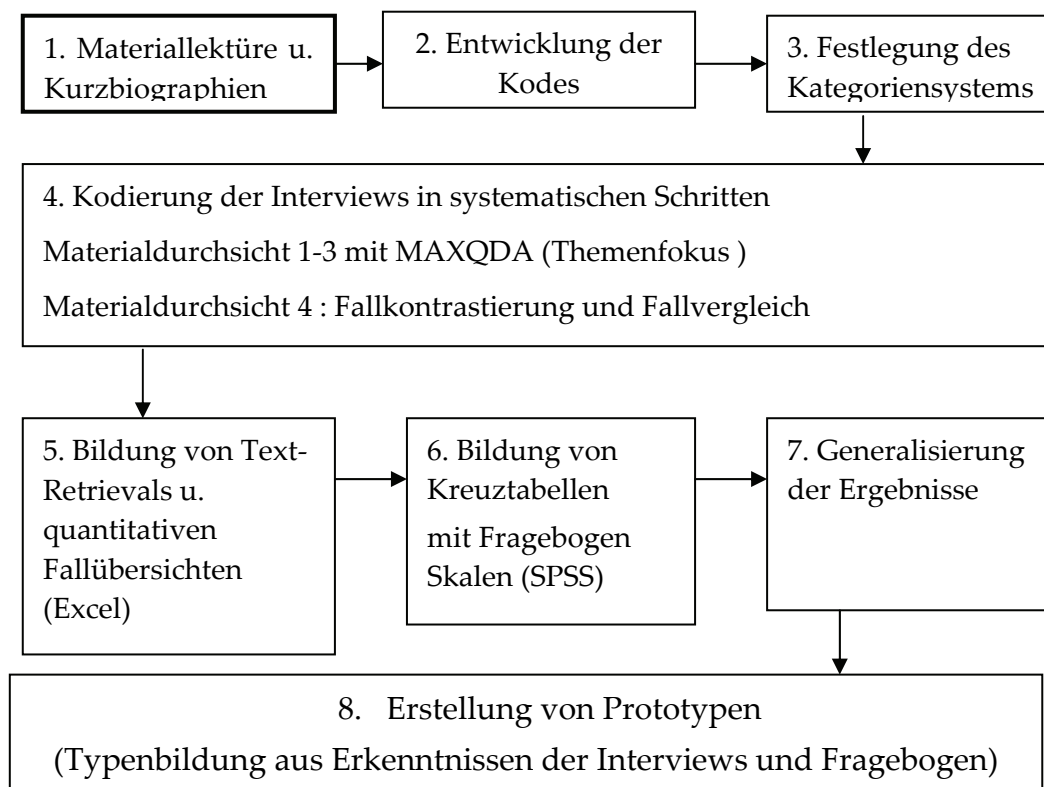 1. Materiallektüre u.
Kurzbiographien
2. Entwicklung der
Kodes
3. Festlegung des
Kategoriensystems
4. Kodierung der Interviews in systematischen Schritten
Materialdurchsicht 1-3 mit MAXQDA (Themenfokus )
Materialdurchsicht 4 : Fallkontrastierung und Fallvergleich
5. Bildung von Text-
Retrievals u.
quantitativen
Fallübersichten
(Excel)
6. Bildung von
Kreuztabellen
mit Fragebogen
Skalen (SPSS)
7. Generalisierung
der Ergebnisse
8. Erstellung von Prototypen
(Typenbildung aus Erkenntnissen der Interviews und Fragebogen)